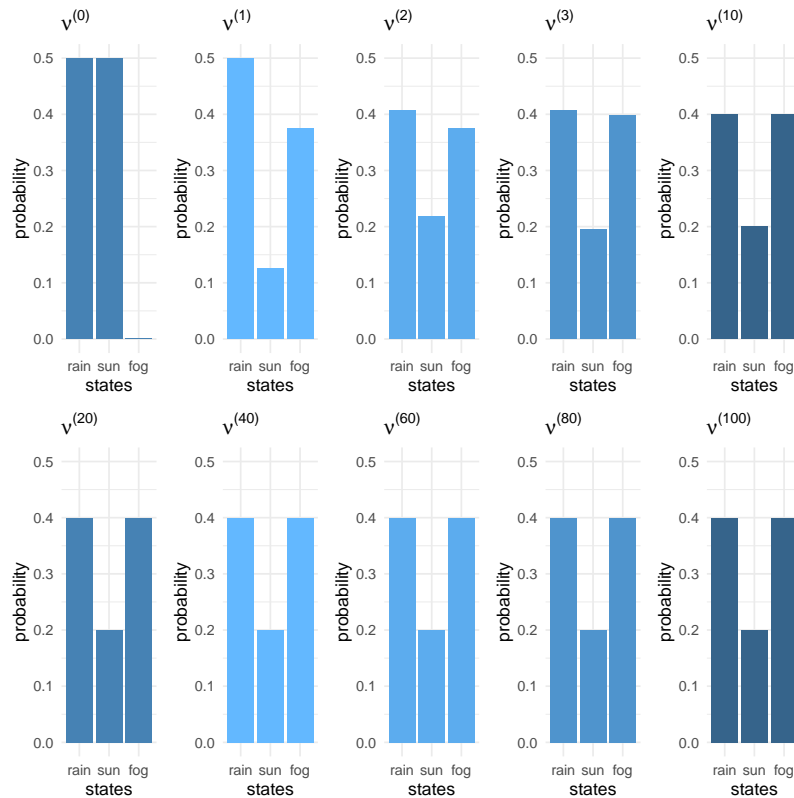 ν(0)
0.5
0.4
0.3
0.2
0.1
0.0
probability
rain sun fog
states
ν(1)
0.5
0.4
0.3
0.2
0.1
0.0
probability
rain sun fog
states
ν(2)
0.5
0.4
0.3
0.2
0.1
0.0
probability
rain sun fog
states
ν(3)
0.5
0.4
0.3
0.2
0.1
0.0
probability
rain sun fog
states
ν(10)
0.5
0.4
0.3
0.2
0.1
0.0
probability
rain sun fog
states
ν(20)
0.5
0.4
0.3
0.2
0.1
0.0
probability
rain sun fog
states
ν(40)
0.5
0.4
0.3
0.2
0.1
0.0
probability
rain sun fog
states
ν(60)
0.5
0.4
0.3
0.2
0.1
0.0
probability
rain sun fog
states
ν(80)
0.5
0.4
0.3
0.2
0.1
0.0
probability
rain sun fog
states
ν(100)
0.5
0.4
0.3
0.2
0.1
0.0
probability
rain sun fog
states